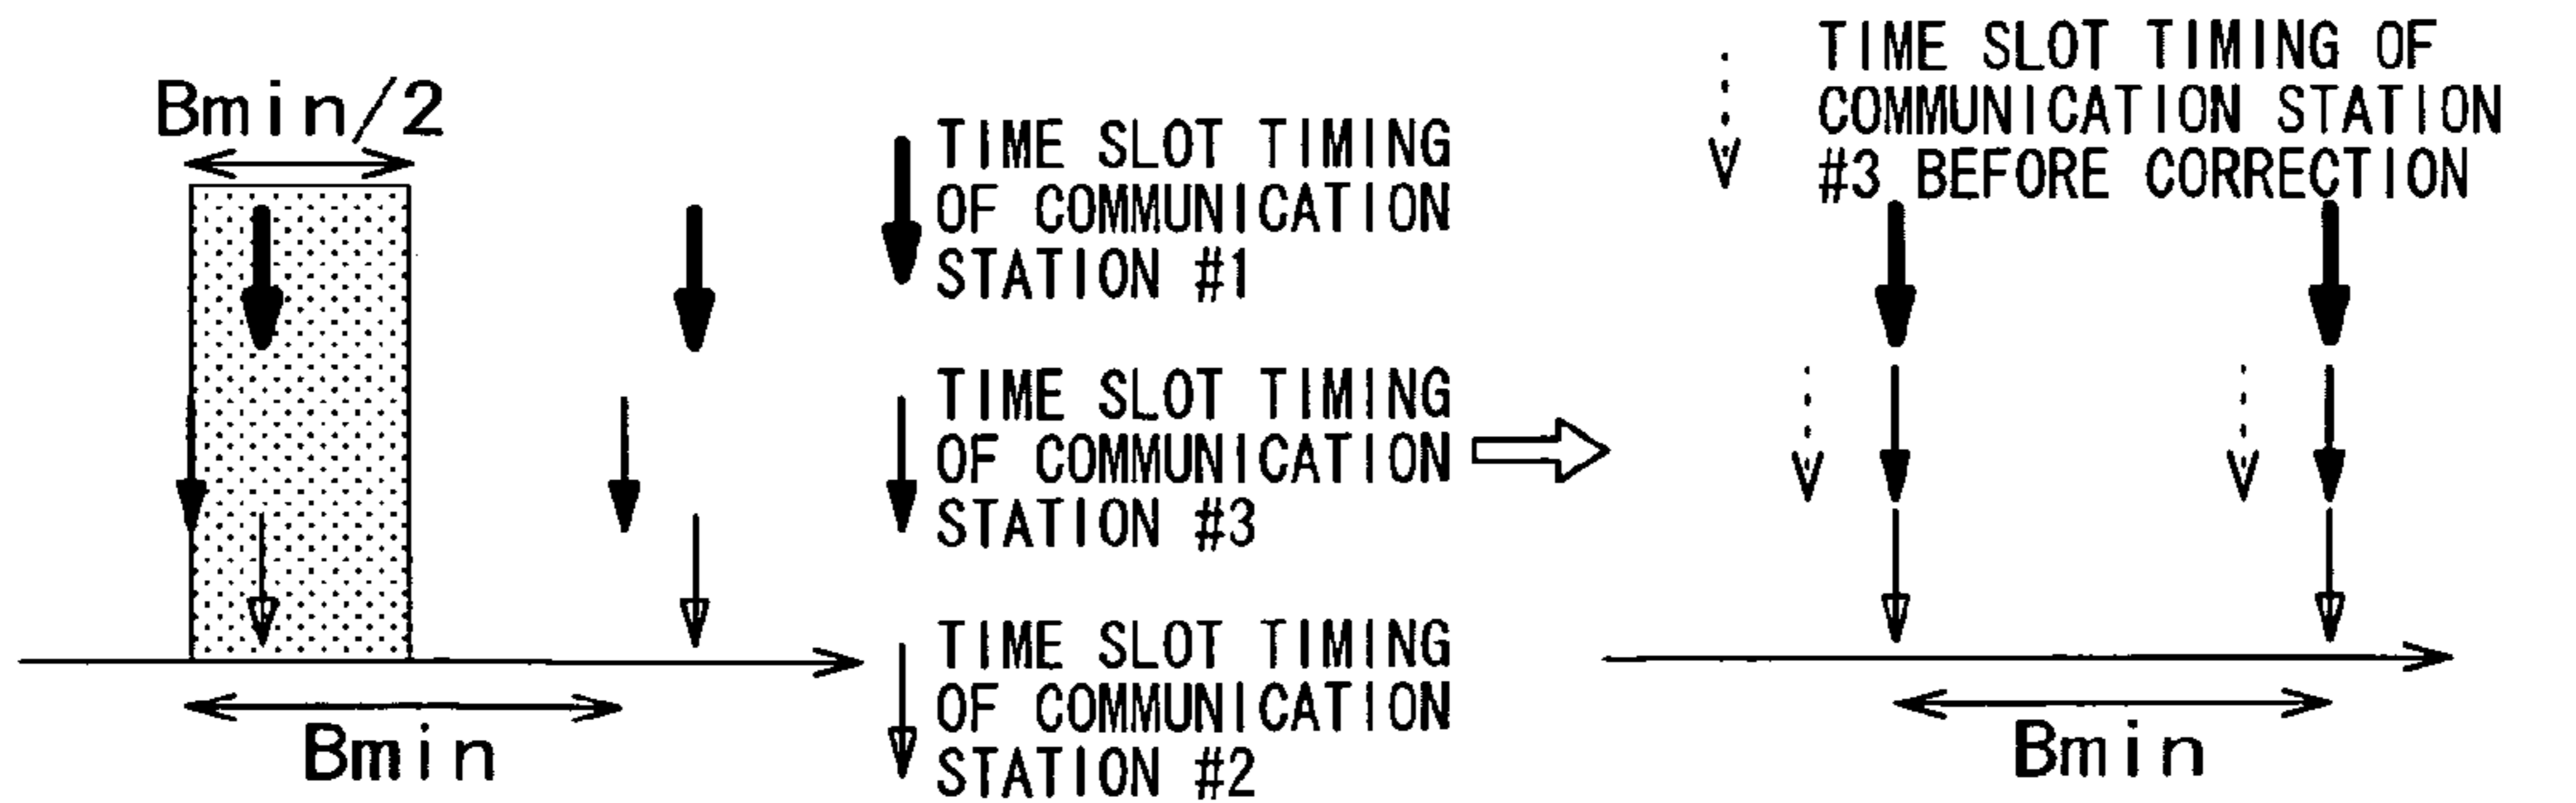 Bmin/2
Bmin
TIME SLOT TIMING
OF COMMUNICATION
STATION #1
TIME SLOT TIMING
OF COMMUNICATION
STATION #3
TIME SLOT TIMING
OF COMMUNICATION
STATION #2
TIME SLOT TIMING OF
COMMUNICATION STATION
#3 BEFORE CORRECTION
Bmin